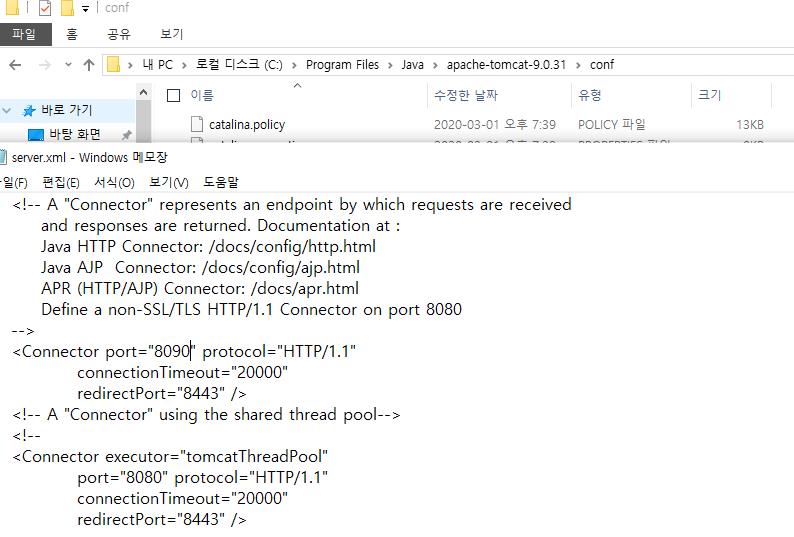 conf
파일 홈 공유 보기
내 PC > 로컬 디스크 (C:) > Program Files > Java > apache-tomcat-9.0.31 > conf
이름 수정한 날짜 유형 크기
바로 가기
catalina.policy 2020-03-01 오후 7:39 POLICY 파일 13KB
바탕 화면
server.xml - Windows 메모장
일(F) 편집(E) 서식(O) 보기(V) 도움말
<!-- A "Connector" represents an endpoint by which requests are received
and responses are returned. Documentation at :
Java HTTP Connector: /docs/config/http.html
Java AJP  Connector: /docs/config/ajp.html
APR (HTTP/AJP) Connector: /docs/apr.html
Define a non-SSL/TLS HTTP/1.1 Connector on port 8080
-->
<Connector port="8090" protocol="HTTP/1.1"
connectionTimeout="20000"
redirectPort="8443" />
<!-- A "Connector" using the shared thread pool-->
<!--
<Connector executor="tomcatThreadPool"
port="8080" protocol="HTTP/1.1"
connectionTimeout="20000"
redirectPort="8443" />